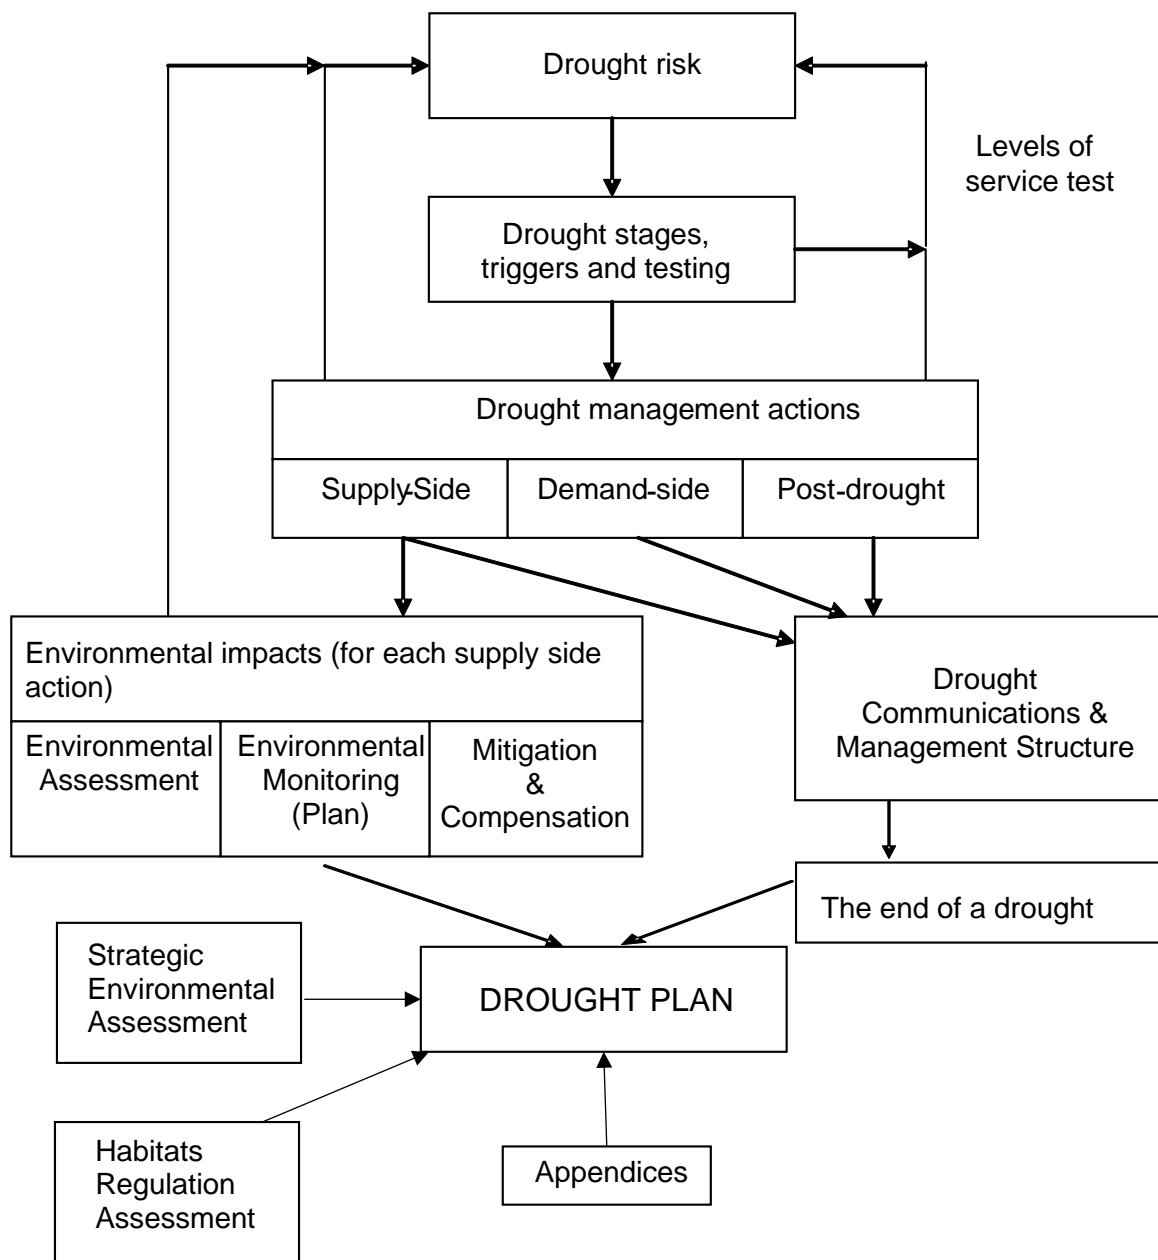 Drought risk
Levels of
service test
Drought stages,
triggers and testing
Drought management actions
Supply-Side
Demand-side
Post-drought
Environmental impacts (for each supply side
action)
Environmental
Assessment
Environmental
Monitoring
(Plan)
Mitigation
&
Compensation
Drought
Communications &
Management Structure
The end of a drought
Strategic
Environmental
Assessment
DROUGHT PLAN
Habitats
Regulation
Assessment
Appendices